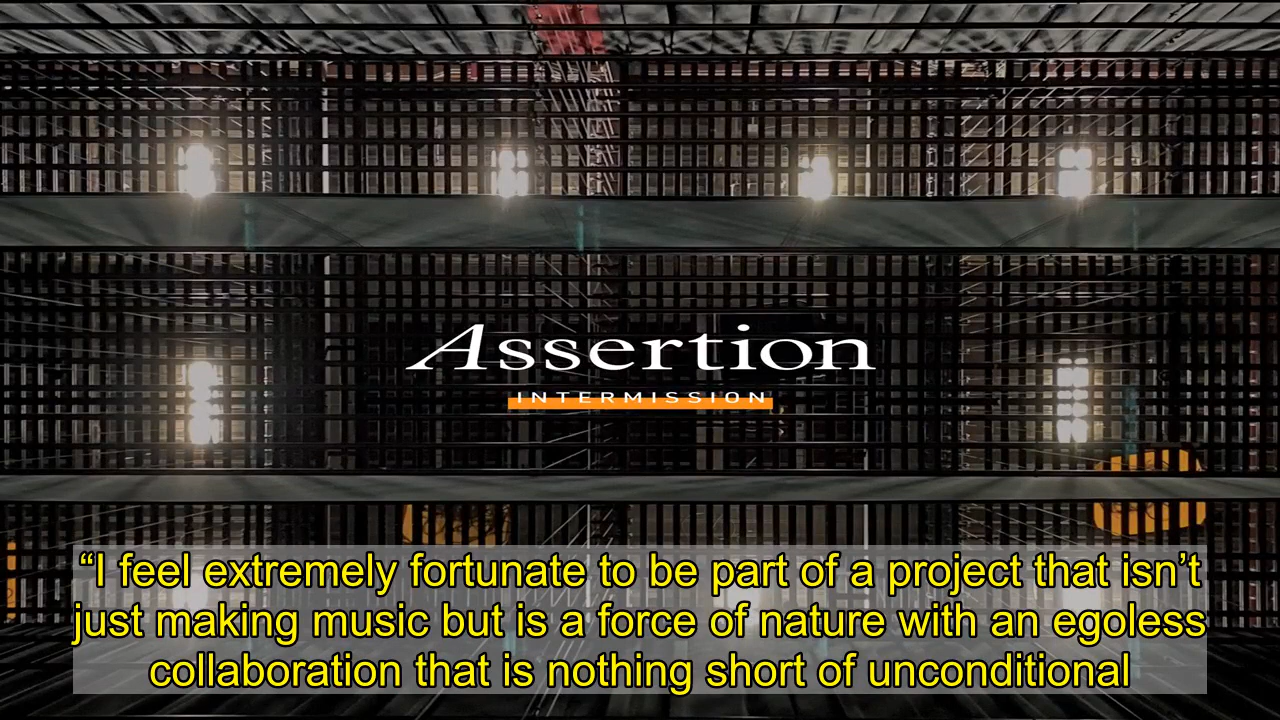 Assertion
INTERMISSION
“I feel extremely fortunate to be part of a project that isn’t
just making music but is a force of nature with an egoless
collaboration that is nothing short of unconditional